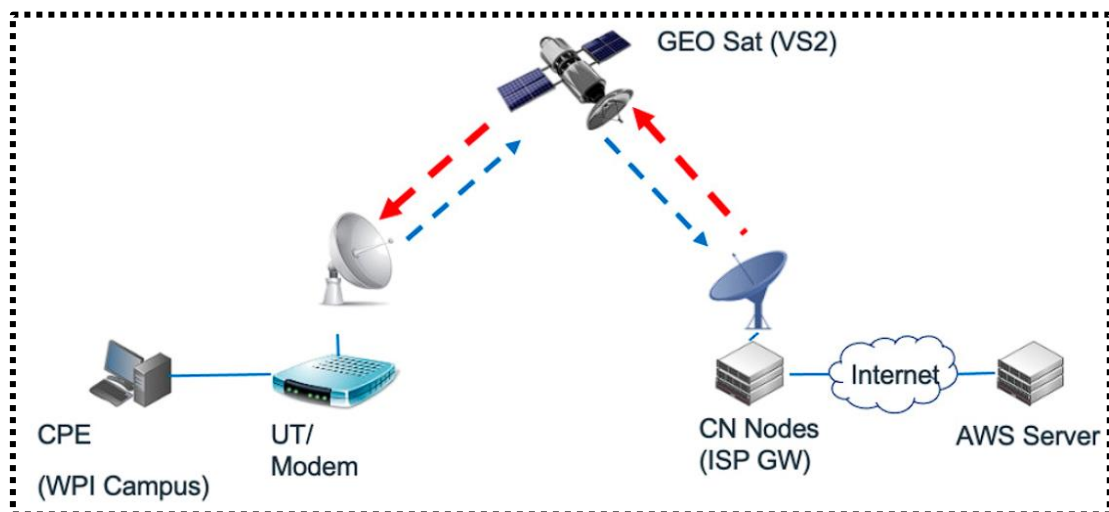 GEO Sat (VS2)
CPE
(WPI Campus)
UT/
Modem
CN Nodes
(ISP GW)
Internet
AWS Server